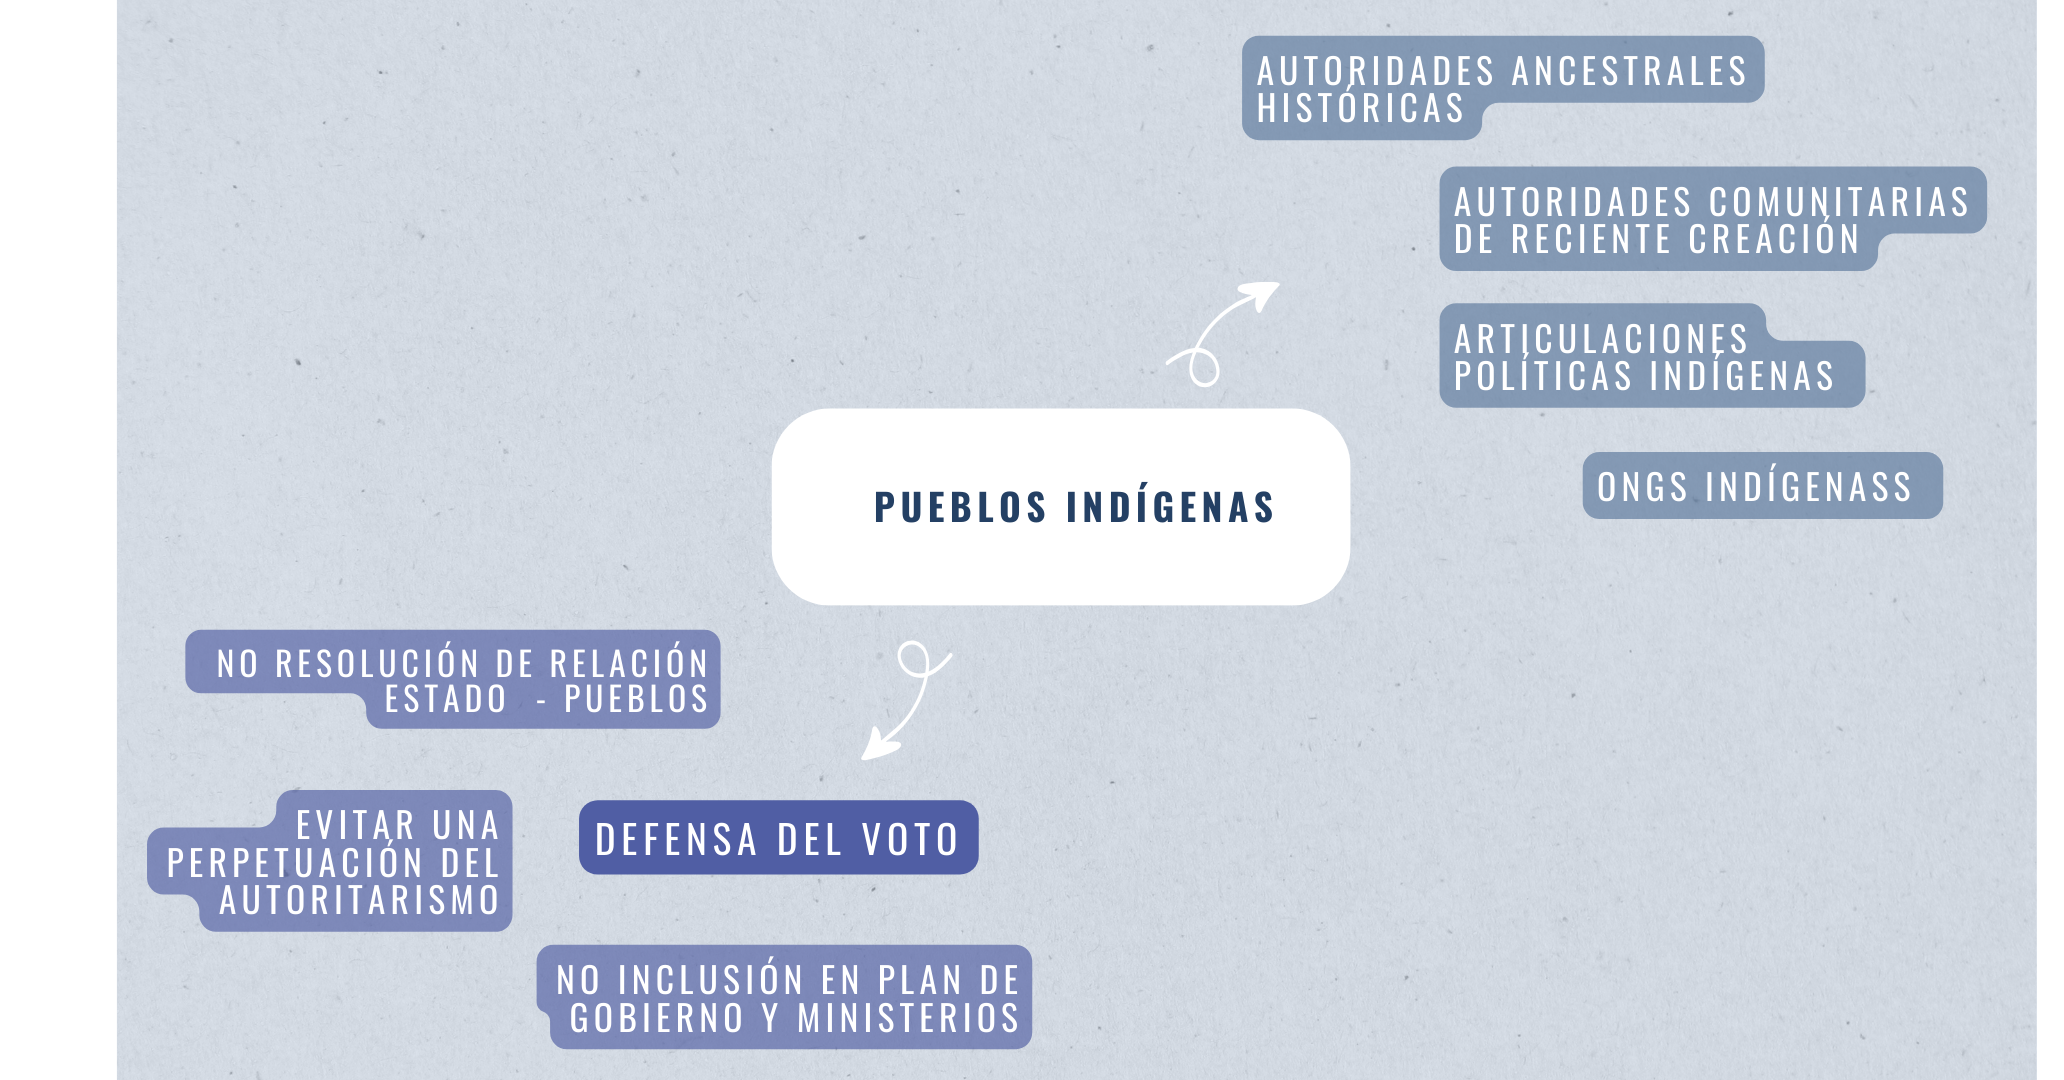 AUTORIDADES ANCESTRALES
HISTÓRICAS
AUTORIDADES COMUNITARIAS
DE RECIENTE CREACIÓN
ARTICULACIONES
POLÍTICAS INDÍGENAS
ONGS INDÍGENASS
PUEBLOS INDÍGENAS
NO RESOLUCIÓN DE RELACIÓN
ESTADO - PUEBLOS
EVITAR UNA
PERPETUACIÓN DEL
AUTORITARISMO
DEFENSA DEL VOTO
NO INCLUSIÓN EN PLAN DE
GOBIERNO Y MINISTERIOS